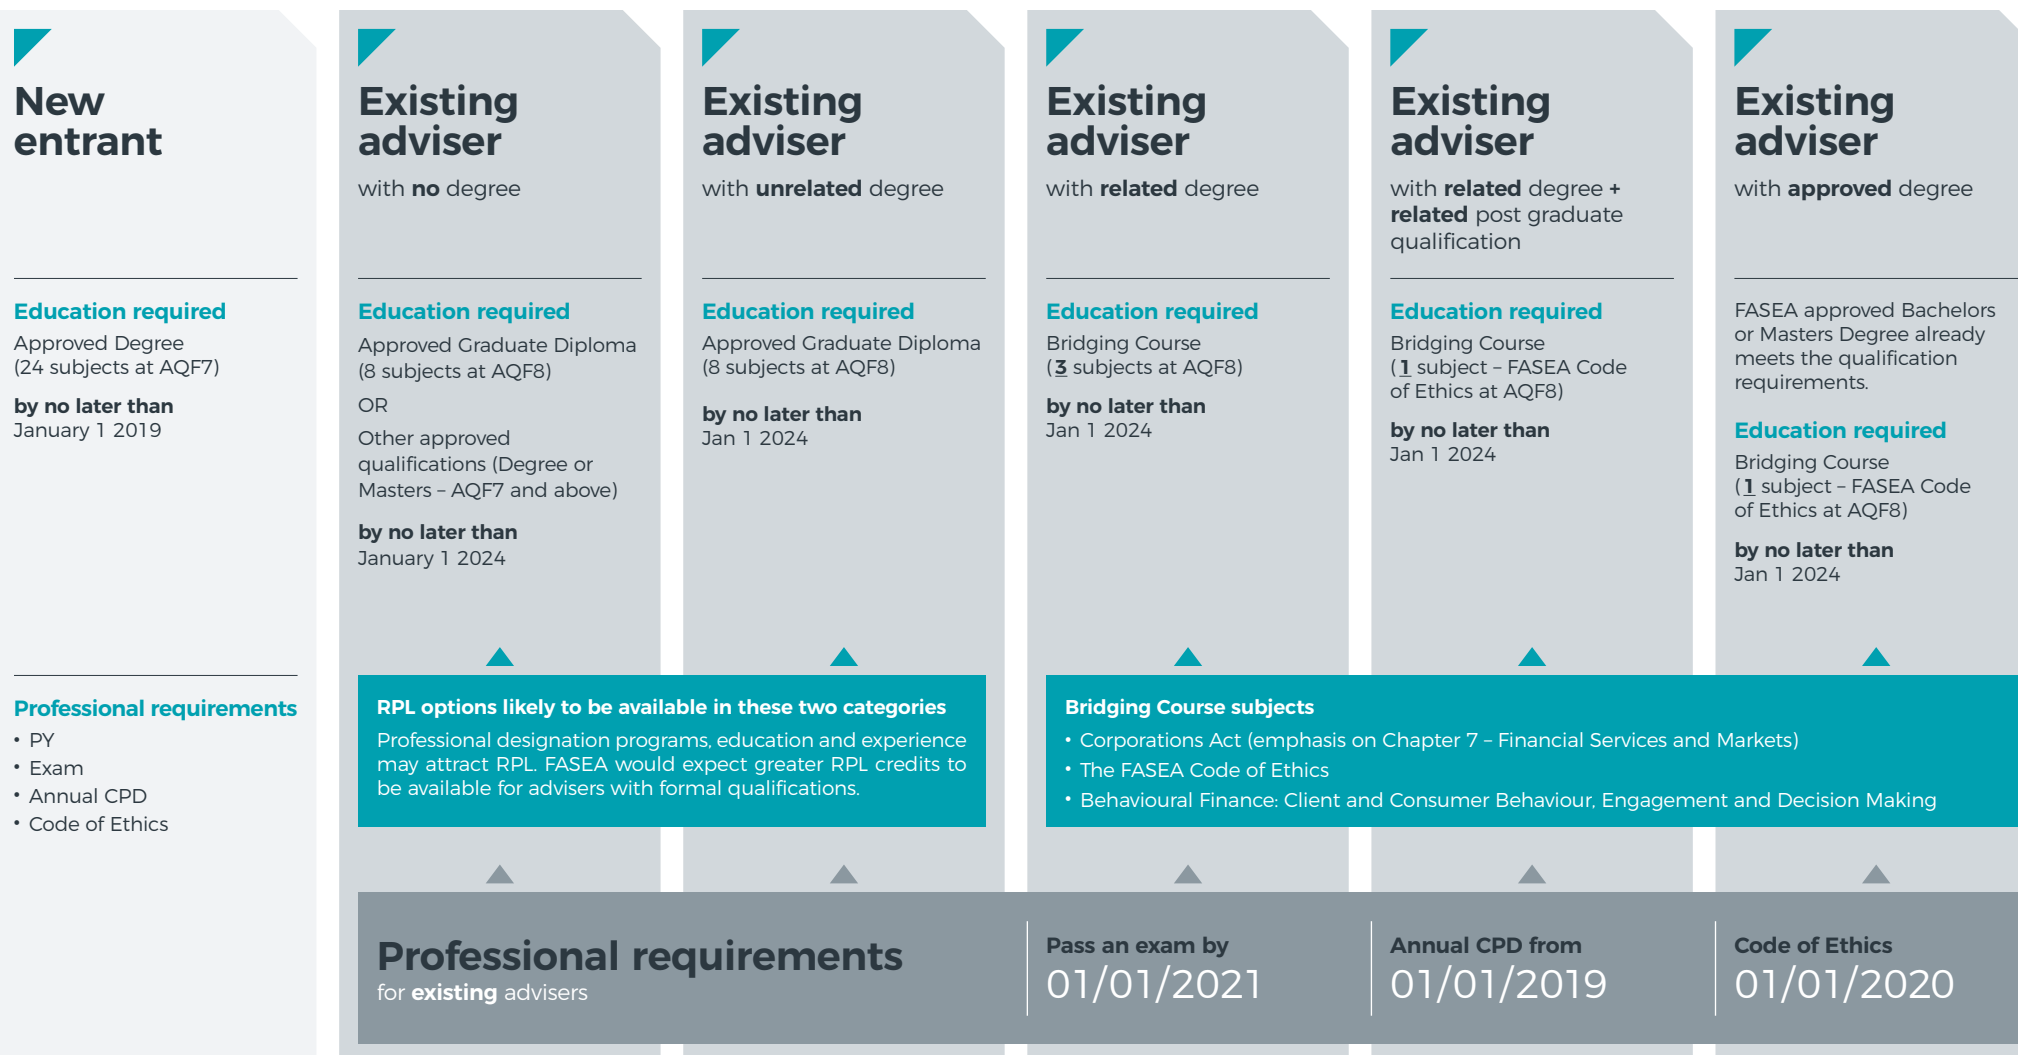 New
entrant
Education required
Approved Degree
(24 subjects at AQF7)
by no later than
January 1 2019
Professional requirements
• PY
• Exam
• Annual CPD
• Code of Ethics
Existing
adviser
with no degree
Education required
Approved Graduate Diploma
(8 subjects at AQF8)
OR
Other approved
qualifications (Degree or
Masters – AQF7 and above)
by no later than
January 1 2024
Existing
adviser
with unrelated degree
Education required
Approved Graduate Diploma
(8 subjects at AQF8)
by no later than
Jan 1 2024
Existing
adviser
with related degree
Education required
Bridging Course
(3 subjects at AQF8)
by no later than
Jan 1 2024
Existing
adviser
with related degree +
related post graduate
qualification
Education required
Bridging Course
(1 subject – FASEA Code
of Ethics at AQF8)
by no later than
Jan 1 2024
Existing
adviser
with approved degree
FASEA approved Bachelors
or Masters Degree already
meets the qualification
requirements.
Education required
Bridging Course
(1 subject – FASEA Code
of Ethics at AQF8)
by no later than
Jan 1 2024
RPL options likely to be available in these two categories
Professional designation programs, education and experience
may attract RPL. FASEA would expect greater RPL credits to
be available for advisers with formal qualifications.
Bridging Course subjects
• Corporations Act (emphasis on Chapter 7 – Financial Services and Markets)
• The FASEA Code of Ethics
• Behavioural Finance: Client and Consumer Behaviour, Engagement and Decision Making
Professional requirements
for existing advisers
Pass an exam by
01/01/2021
Annual CPD from
01/01/2019
Code of Ethics
01/01/2020